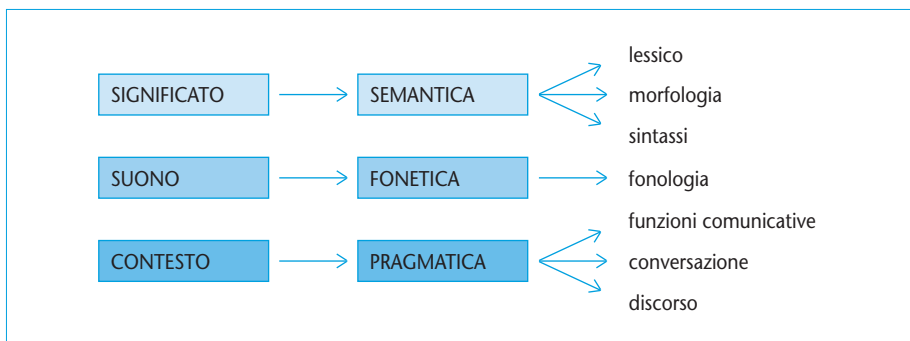 lessico
SIGNIFICATO SEMANTICA morfologia
sintassi
SUONO FONETICA fonologia
funzioni comunicative
CONTESTO PRAGMATICA conversazione
discorso